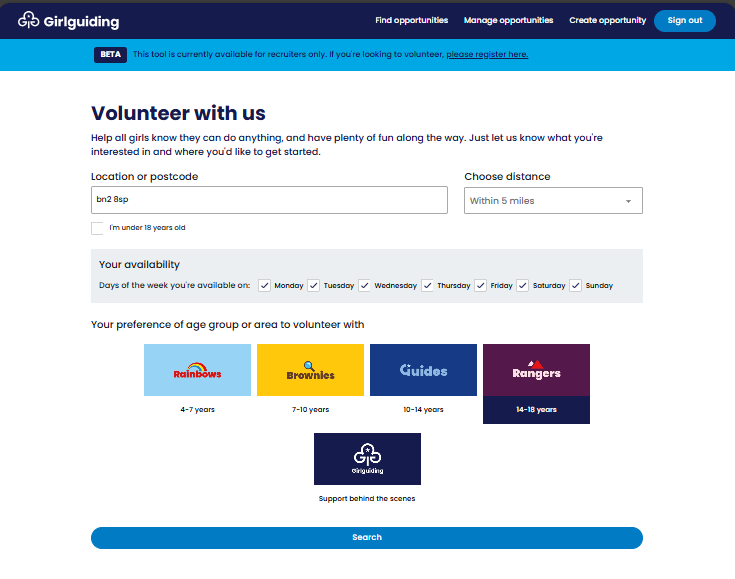 Girlguiding
Find opportunities Manage opportunities Create opportunity Sign out
BETA This tool is currently available for recruiters only. If you're looking to volunteer, please register here.
Volunteer with us
Help all girls know they can do anything, and have plenty of fun along the way. Just let us know what you're
interested in and where you'd like to get started.
Location or postcode Choose distance
bn2 8sp Within 5 miles
I'm under 18 years old
Your availability
Days of the week you're available on: Monday Tuesday Wednesday Thursday Friday Saturday Sunday
Your preference of age group or area to volunteer with
Rainbows Brownies Guides Rangers
4-7 years 7-10 years 10-14 years 14-18 years
Girlguiding
Support behind the scenes
Search